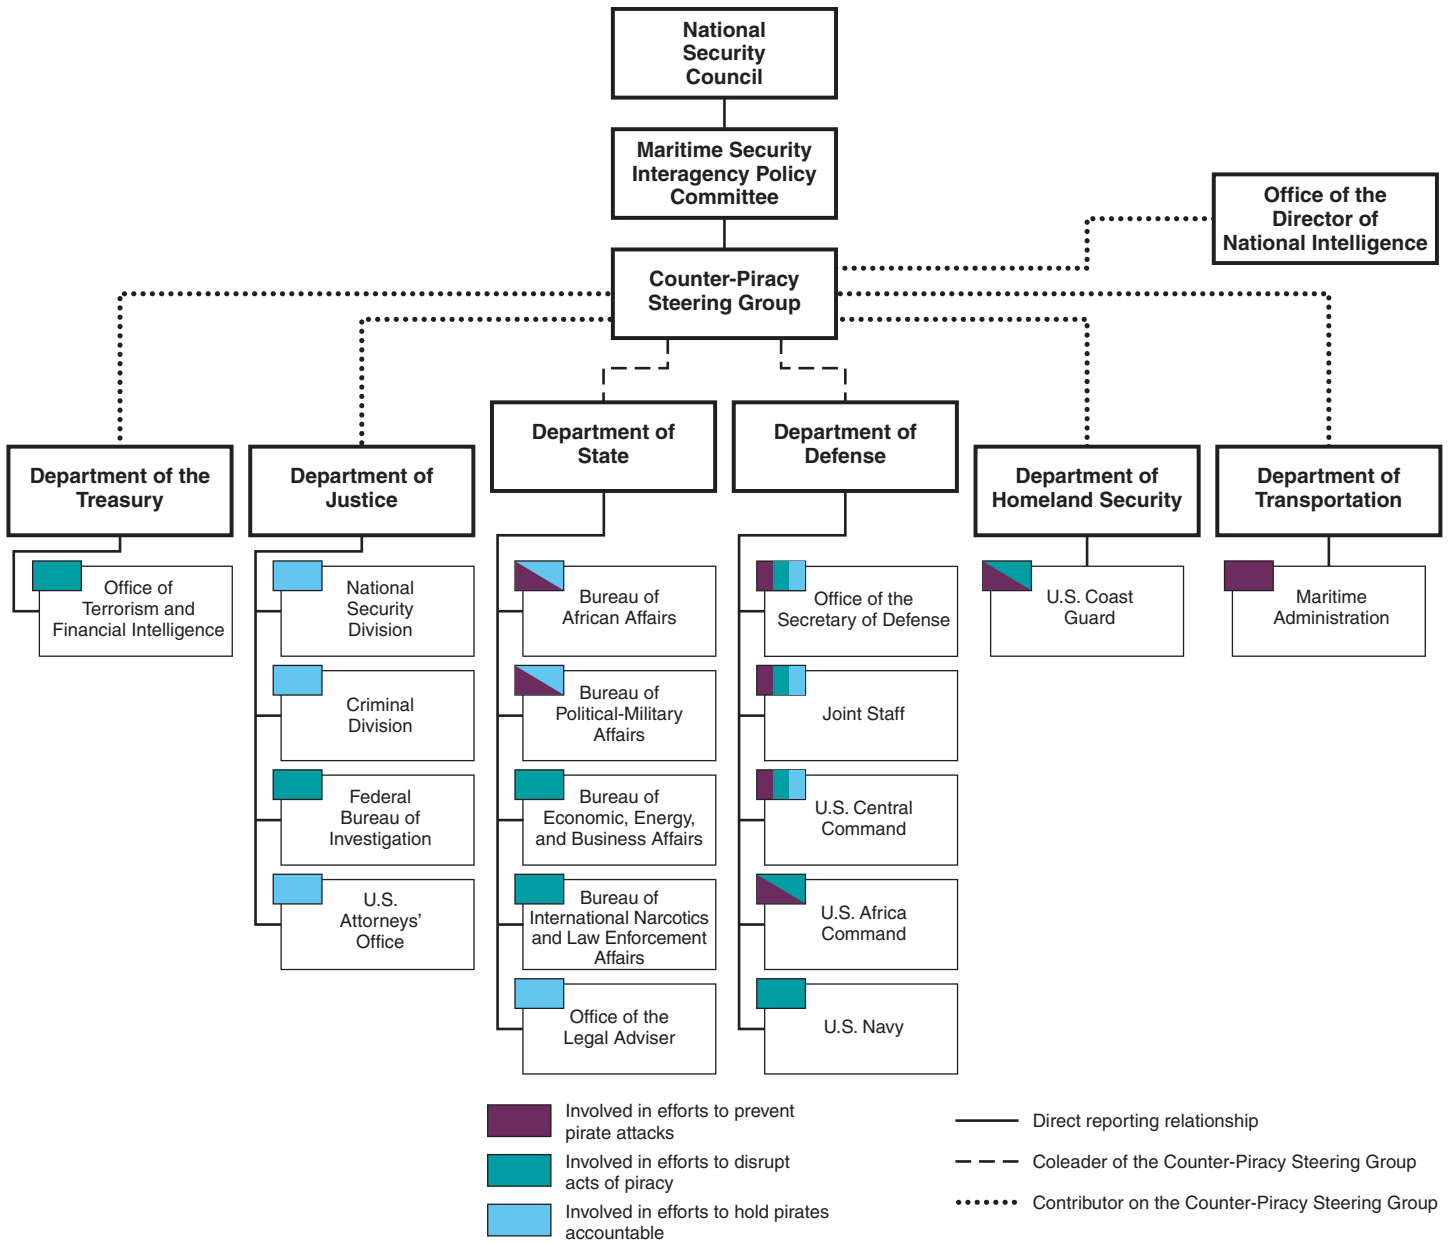 National
Security
Council
Maritime Security
Interagency Policy
Committee
Office of the
Director of
National Intelligence
Counter-Piracy
Steering Group
Department of the
Treasury
Department of
Justice
Department of
State
Department of
Defense
Department of
Homeland Security
Department of
Transportation
Office of
Terrorism and
Financial Intelligence
National
Security
Division
Criminal
Division
Federal
Bureau of
Investigation
U.S.
Attorneys'
Office
Bureau of
African Affairs
Bureau of
Political-Military
Affairs
Bureau of
Economic, Energy,
and Business Affairs
Bureau of
International Narcotics
and Law Enforcement
Affairs
Office of the
Legal Adviser
Office of the
Secretary of Defense
Joint Staff
U.S. Central
Command
U.S. Africa
Command
U.S. Navy
U.S. Coast
Guard
Maritime
Administration
Involved in efforts to prevent
pirate attacks
Involved in efforts to disrupt
acts of piracy
Involved in efforts to hold pirates
accountable
Direct reporting relationship
Coleader of the Counter-Piracy Steering Group
Contributor on the Counter-Piracy Steering Group